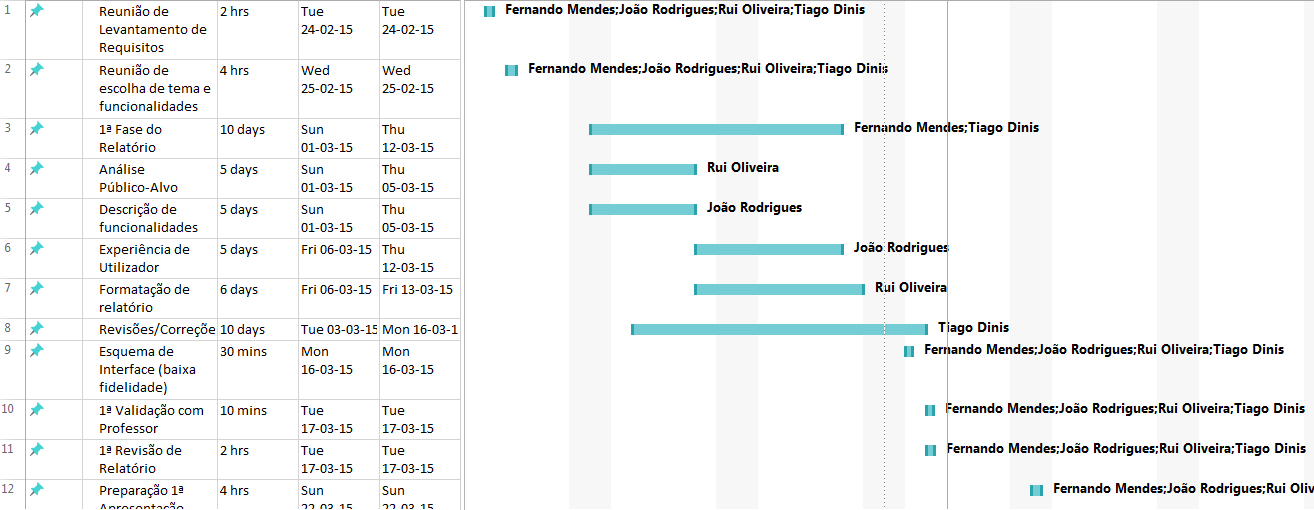 1 Reunião de 2 hrs Tue Tue Fernando Mendes;João Rodrigues;Rui Oliveira;Tiago Dinis
Levantamento de 24-02-15 24-02-15
Requisitos
2 Reunião de 4 hrs Wed Wed Fernando Mendes;João Rodrigues;Rui Oliveira;Tiago Dinis
escolha de tema e 25-02-15 25-02-15
funcionalidades
3 1ª Fase do 10 days Sun Thu Fernando Mendes;Tiago Dinis
Relatório 01-03-15 12-03-15
4 Análise 5 days Sun Thu Rui Oliveira
Público-Alvo 01-03-15 05-03-15
5 Descrição de 5 days Sun Thu João Rodrigues
funcionalidades 01-03-15 05-03-15
6 Experiência de 5 days Fri 06-03-15 Thu João Rodrigues
Utilizador 12-03-15
7 Formatação de 6 days Fri 06-03-15 Fri 13-03-15 Rui Oliveira
relatório
8 Revisões/Correçõe 10 days Tue 03-03-15 Mon 16-03-1 Tiago Dinis
9 Esquema de 30 mins Mon Mon Fernando Mendes;João Rodrigues;Rui Oliveira;Tiago Dinis
Interface (baixa 16-03-15 16-03-15
fidelidade)
10 1ª Validação com 10 mins Tue Tue Fernando Mendes;João Rodrigues;Rui Oliveira;Tiago Dinis
Professor 17-03-15 17-03-15
11 1ª Revisão de 2 hrs Tue Tue Fernando Mendes;João Rodrigues;Rui Oliveira;Tiago Dinis
Relatório 17-03-15 17-03-15
12 Preparação 1ª 4 hrs Sun Sun Fernando Mendes;João Rodrigues;Rui Oliv
Apresentação 22-03-15 22-03-15